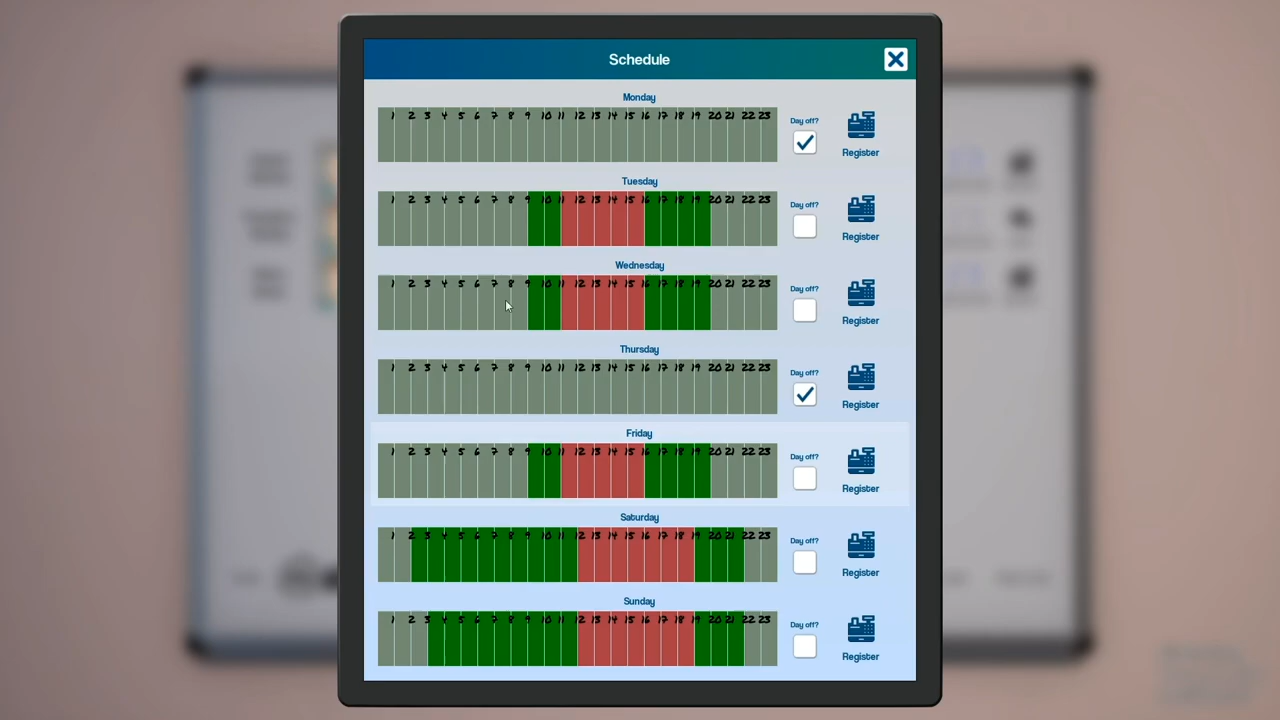 Schedule
Monday
1 2 3 4 5 6 7 8 9 10 11 12 13 14 15 16 17 18 19 20 21 22 23
Day off?
Register
Tuesday
1 2 3 4 5 6 7 8 9 10 11 12 13 14 15 16 17 18 19 20 21 22 23
Day off?
Register
Wednesday
1 2 3 4 5 6 7 8 9 10 11 12 13 14 15 16 17 18 19 20 21 22 23
Day off?
Register
Thursday
1 2 3 4 5 6 7 8 9 10 11 12 13 14 15 16 17 18 19 20 21 22 23
Day off?
Register
Friday
1 2 3 4 5 6 7 8 9 10 11 12 13 14 15 16 17 18 19 20 21 22 23
Day off?
Register
Saturday
1 2 3 4 5 6 7 8 9 10 11 12 13 14 15 16 17 18 19 20 21 22 23
Day off?
Register
Sunday
1 2 3 4 5 6 7 8 9 10 11 12 13 14 15 16 17 18 19 20 21 22 23
Day off?
Register